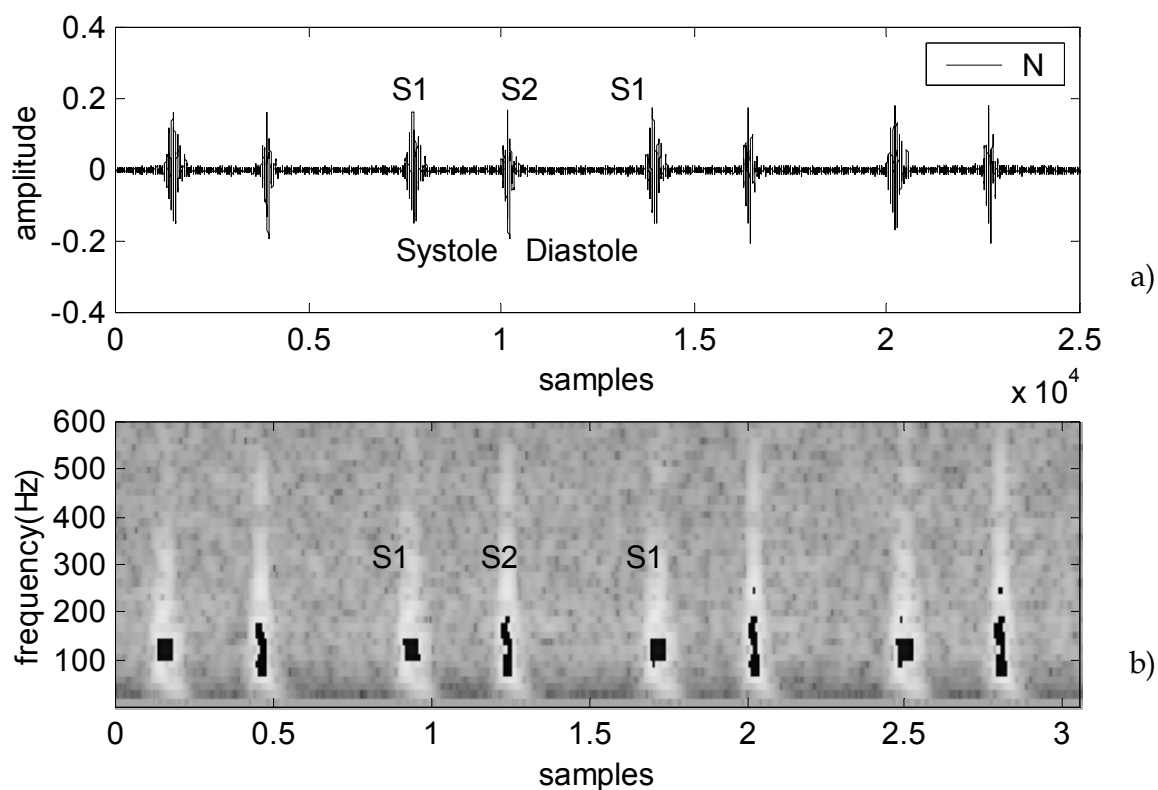 0.4
N
S1 S2 S1
0.2
0
amplitude
-0.2
Systole Diastole
a)
-0.4
0 0.5 1 1.5 2 2.5
samples
x 10^4
600
500
400
S1 S2 S1
300
frequency(Hz)
200
100
b)
0 0.5 1 1.5 2 2.5 3
samples